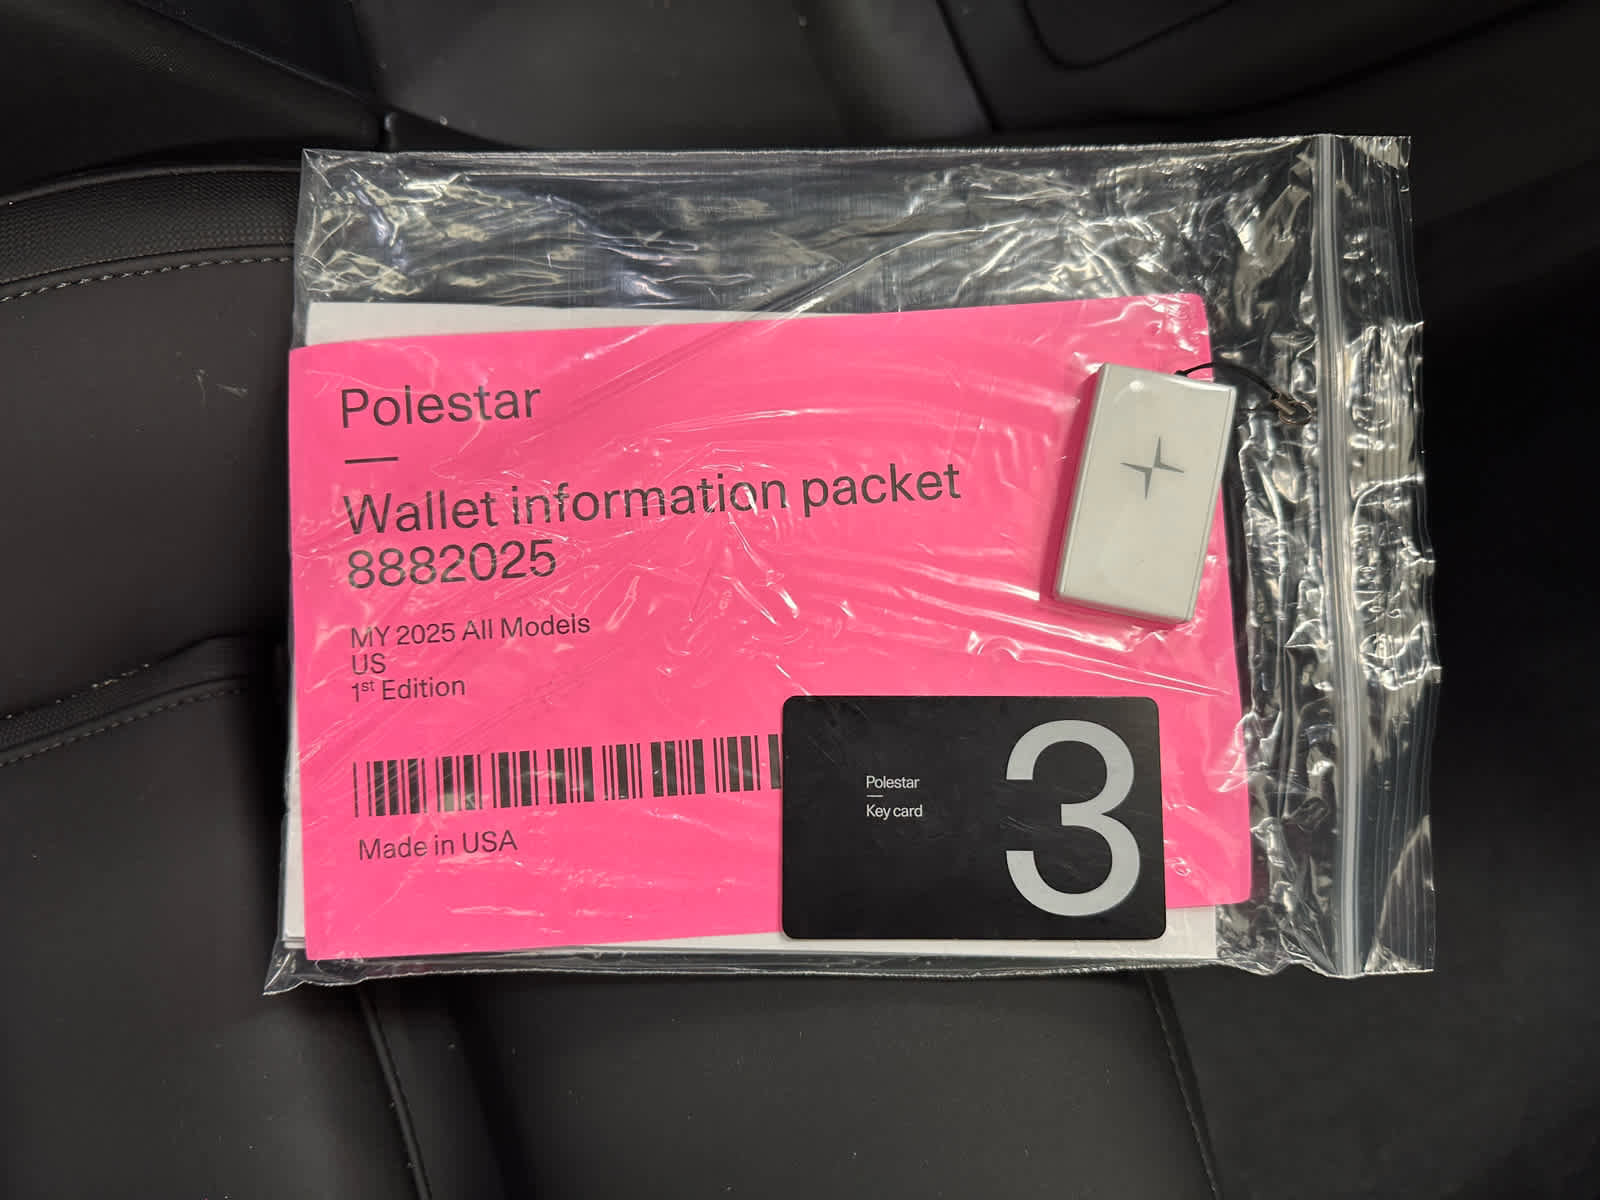 Polestar
Wallet information packet
8882025
MY 2025 All Models
US
1st Edition
Made in USA
Polestar
Key card
3